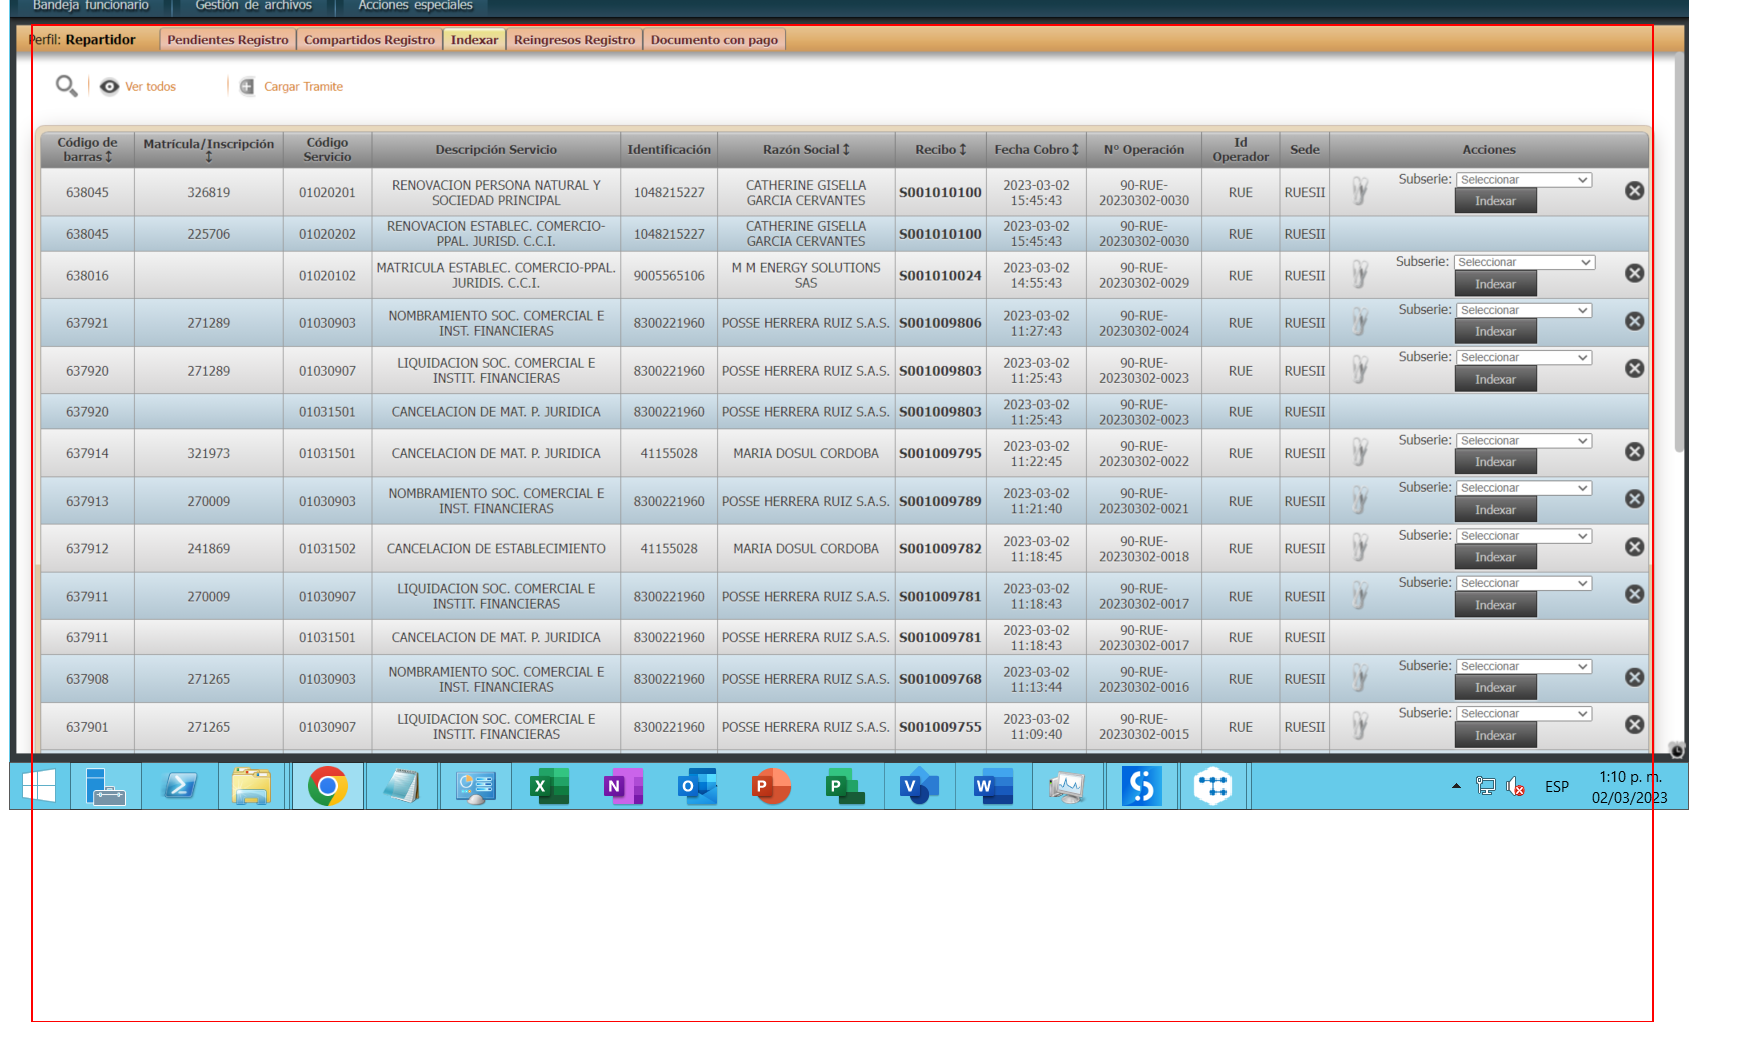 Bandeja funcionario Gestión de archivos Acciones especiales
Perfil: Repartidor Pendientes Registro Compartidos Registro Indexar Reingresos Registro Documento con pago
Ver todos Cargar Tramite
Código de barras Matrícula/Inscripción Código Servicio Descripción Servicio Identificación Razón Social Recibo Fecha Cobro Nº Operación Id Operador Sede Acciones
638045 326819 01020201 RENOVACION PERSONA NATURAL Y SOCIEDAD PRINCIPAL 1048215227 CATHERINE GISELLA GARCIA CERVANTES S001010100 2023-03-02 15:45:43 90-RUE-20230302-0030 RUE RUESII Subserie: Seleccionar Indexar
638045 225706 01020202 RENOVACION ESTABLEC. COMERCIO-PPAL. JURISD. C.C.I. 1048215227 CATHERINE GISELLA GARCIA CERVANTES S001010100 2023-03-02 15:45:43 90-RUE-20230302-0030 RUE RUESII
638016 01020102 MATRICULA ESTABLEC. COMERCIO-PPAL. JURIDIS. C.C.I. 9005565106 M M ENERGY SOLUTIONS SAS S001010024 2023-03-02 14:55:43 90-RUE-20230302-0029 RUE RUESII Subserie: Seleccionar Indexar
637921 271289 01030903 NOMBRAMIENTO SOC. COMERCIAL E INST. FINANCIERAS 8300221960 POSSE HERRERA RUIZ S.A.S. S001009806 2023-03-02 11:27:43 90-RUE-20230302-0024 RUE RUESII Subserie: Seleccionar Indexar
637920 271289 01030907 LIQUIDACION SOC. COMERCIAL E INSTIT. FINANCIERAS 8300221960 POSSE HERRERA RUIZ S.A.S. S001009803 2023-03-02 11:25:43 90-RUE-20230302-0023 RUE RUESII Subserie: Seleccionar Indexar
637920 01031501 CANCELACION DE MAT. P. JURIDICA 8300221960 POSSE HERRERA RUIZ S.A.S. S001009803 2023-03-02 11:25:43 90-RUE-20230302-0023 RUE RUESII
637914 321973 01031501 CANCELACION DE MAT. P. JURIDICA 41155028 MARIA DOSUL CORDOBA S001009795 2023-03-02 11:22:45 90-RUE-20230302-0022 RUE RUESII Subserie: Seleccionar Indexar
637913 270009 01030903 NOMBRAMIENTO SOC. COMERCIAL E INST. FINANCIERAS 8300221960 POSSE HERRERA RUIZ S.A.S. S001009789 2023-03-02 11:21:40 90-RUE-20230302-0021 RUE RUESII Subserie: Seleccionar Indexar
637912 241869 01031502 CANCELACION DE ESTABLECIMIENTO 41155028 MARIA DOSUL CORDOBA S001009782 2023-03-02 11:18:45 90-RUE-20230302-0018 RUE RUESII Subserie: Seleccionar Indexar
637911 270009 01030907 LIQUIDACION SOC. COMERCIAL E INSTIT. FINANCIERAS 8300221960 POSSE HERRERA RUIZ S.A.S. S001009781 2023-03-02 11:18:43 90-RUE-20230302-0017 RUE RUESII Subserie: Seleccionar Indexar
637911 01031501 CANCELACION DE MAT. P. JURIDICA 8300221960 POSSE HERRERA RUIZ S.A.S. S001009781 2023-03-02 11:18:43 90-RUE-20230302-0017 RUE RUESII
637908 271265 01030903 NOMBRAMIENTO SOC. COMERCIAL E INST. FINANCIERAS 8300221960 POSSE HERRERA RUIZ S.A.S. S001009768 2023-03-02 11:13:44 90-RUE-20230302-0016 RUE RUESII Subserie: Seleccionar Indexar
637901 271265 01030907 LIQUIDACION SOC. COMERCIAL E INSTIT. FINANCIERAS 8300221960 POSSE HERRERA RUIZ S.A.S. S001009755 2023-03-02 11:09:40 90-RUE-20230302-0015 RUE RUESII Subserie: Seleccionar Indexar
X N O P P V W S ESP 1:10 p. m.
02/03/2023